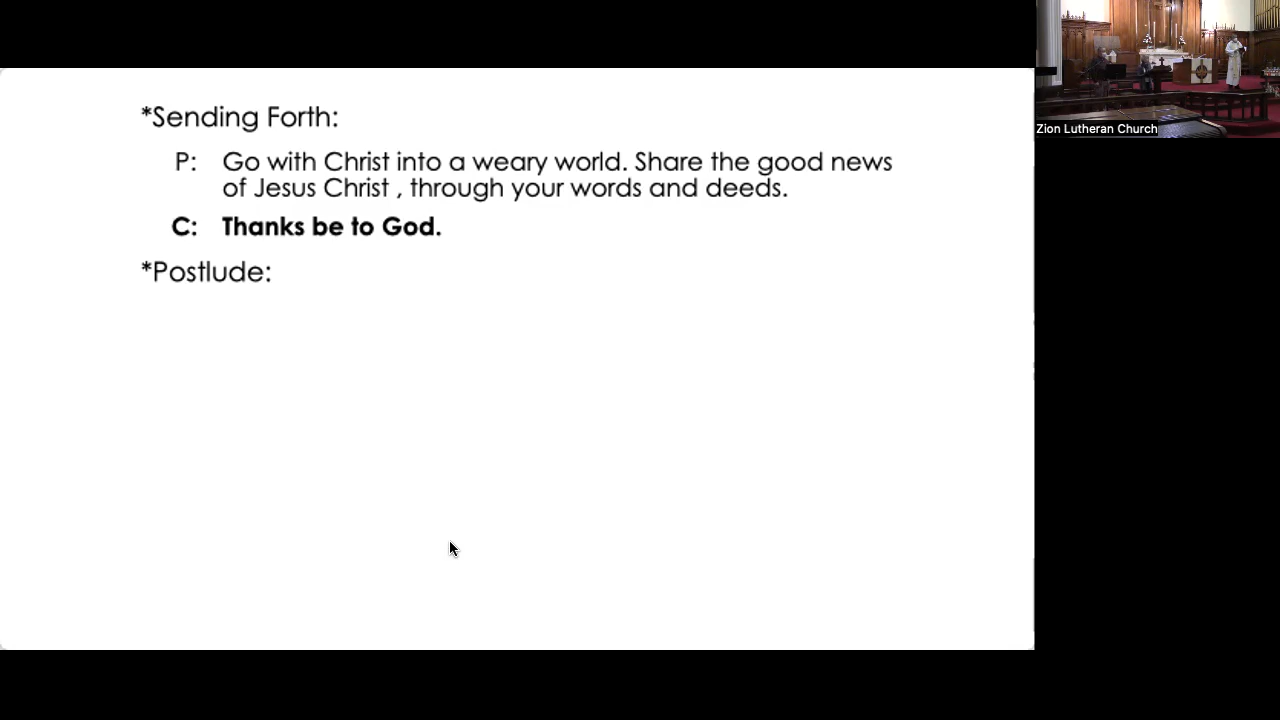 *Sending Forth:
P: Go with Christ into a weary world. Share the good news
of Jesus Christ , through your words and deeds.
C: Thanks be to God.
*Postlude:
Zion Lutheran Church